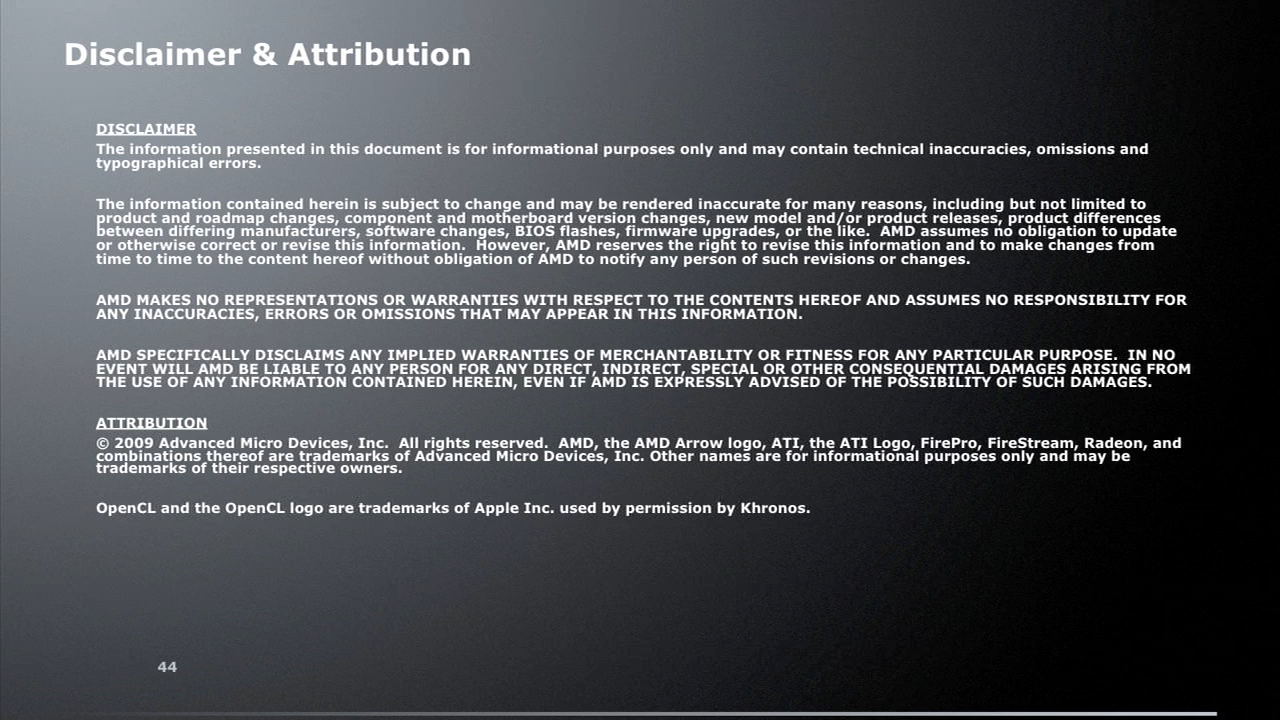 Disclaimer & Attribution
DISCLAIMER
The information presented in this document is for informational purposes only and may contain technical inaccuracies, omissions and
typographical errors.
The information contained herein is subject to change and may be rendered inaccurate for many reasons, including but not limited to
product and roadmap changes, component and motherboard version changes, new model and/or product releases, product differences
between differing manufacturers, software changes, BIOS flashes, firmware upgrades, or the like.  AMD assumes no obligation to update
or otherwise correct or revise this information.  However, AMD reserves the right to revise this information and to make changes from
time to time to the content hereof without obligation of AMD to notify any person of such revisions or changes.
AMD MAKES NO REPRESENTATIONS OR WARRANTIES WITH RESPECT TO THE CONTENTS HEREOF AND ASSUMES NO RESPONSIBILITY FOR
ANY INACCURACIES, ERRORS OR OMISSIONS THAT MAY APPEAR IN THIS INFORMATION.
AMD SPECIFICALLY DISCLAIMS ANY IMPLIED WARRANTIES OF MERCHANTABILITY OR FITNESS FOR ANY PARTICULAR PURPOSE.  IN NO
EVENT WILL AMD BE LIABLE TO ANY PERSON FOR ANY DIRECT, INDIRECT, SPECIAL OR OTHER CONSEQUENTIAL DAMAGES ARISING FROM
THE USE OF ANY INFORMATION CONTAINED HEREIN, EVEN IF AMD IS EXPRESSLY ADVISED OF THE POSSIBILITY OF SUCH DAMAGES.
ATTRIBUTION
© 2009 Advanced Micro Devices, Inc.  All rights reserved.  AMD, the AMD Arrow logo, ATI, the ATI Logo, FirePro, FireStream, Radeon, and
combinations thereof are trademarks of Advanced Micro Devices, Inc. Other names are for informational purposes only and may be
trademarks of their respective owners.
OpenCL and the OpenCL logo are trademarks of Apple Inc. used by permission by Khronos.
44